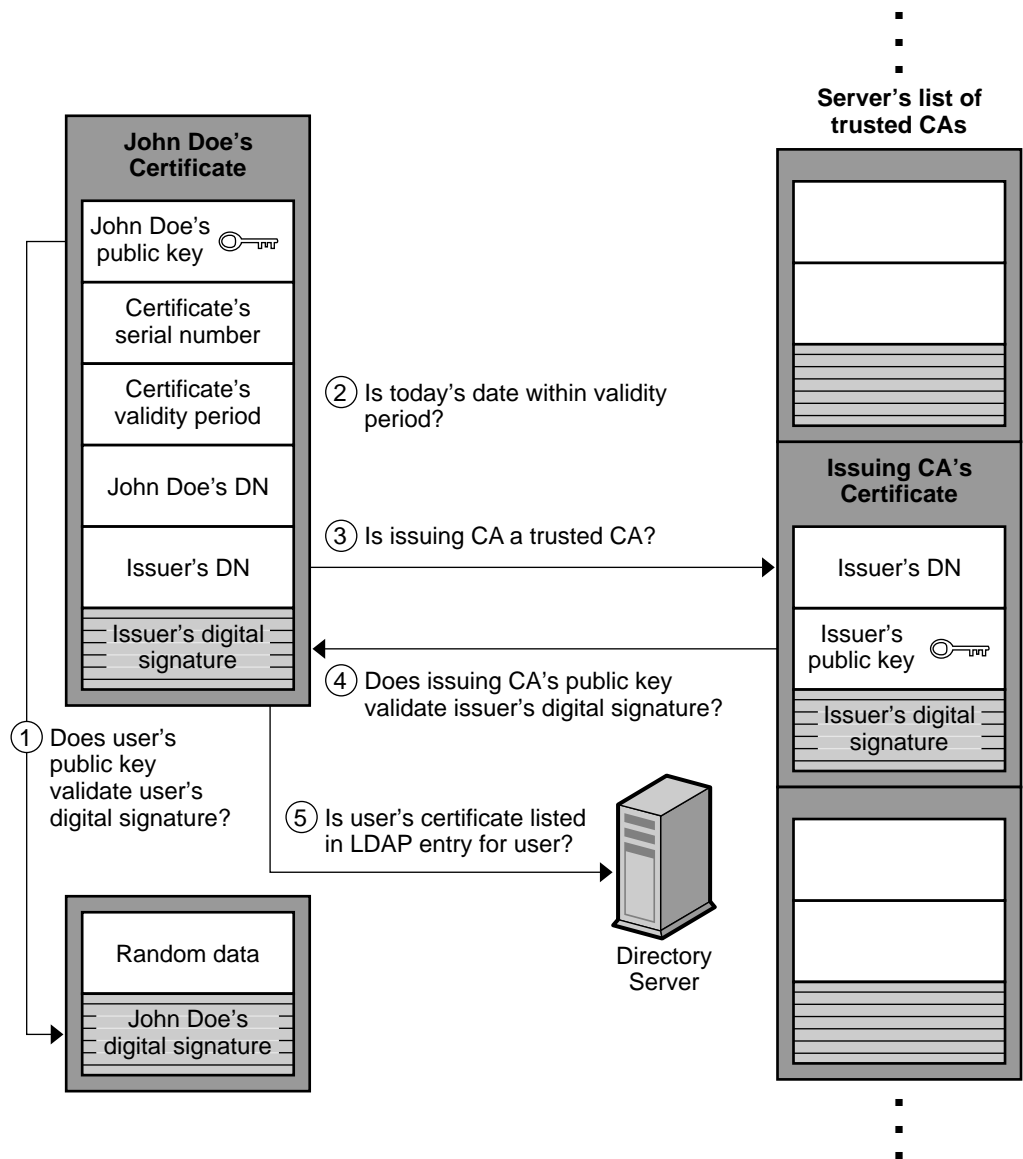 Server’s list of
trusted CAs
John Doe’s
Certificate
John Doe’s
public key
Certificate’s
serial number
Certificate’s
validity period
John Doe’s DN
Issuer’s DN
Issuer’s digital
signature
2 Is today’s date within validity
period?
3 Is issuing CA a trusted CA?
4 Does issuing CA’s public key
validate issuer’s digital signature?
Issuing CA’s
Certificate
Issuer’s DN
Issuer’s
public key
Issuer’s digital
signature
1 Does user’s
public key
validate user’s
digital signature?
5 Is user’s certificate listed
in LDAP entry for user?
Directory
Server
Random data
John Doe’s
digital signature